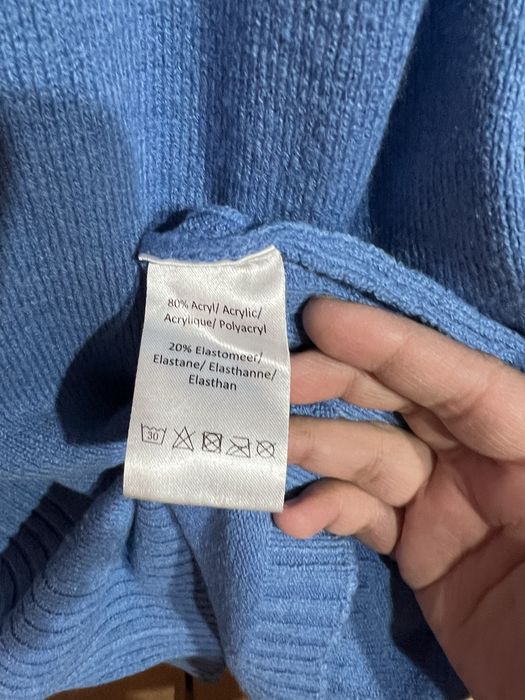 80% Acryl/ Acrylic/
Acrylique/ Polyacryl
20% Elastomeer/
Elastane/ Elasthanne/
Elasthan
30